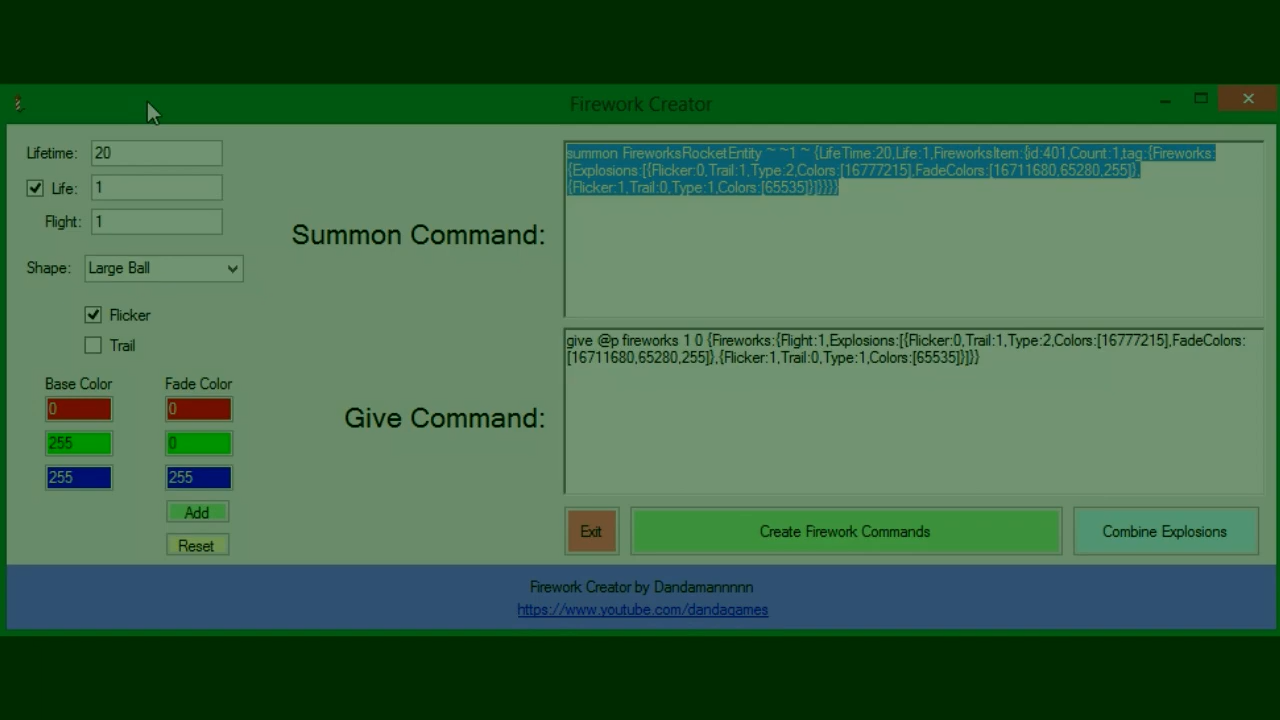 Firework Creator
Lifetime: 20
Life: 1
Flight: 1
Shape: Large Ball
Flicker
Trail
Base Color Fade Color
0 0
255 0
255 255
Add
Reset
Summon Command:
summon FireworksRocketEntity ~ ~1 ~ {LifeTime:20,Life:1,FireworksItem:{id:401,Count:1,tag:{Fireworks:
{Explosions:[{Flicker:0,Trail:1,Type:2,Colors:[16777215],FadeColors:[16711680,65280,255]},
{Flicker:1,Trail:0,Type:1,Colors:[65535]}]}}}}
Give Command:
give @p fireworks 1 0 {Fireworks:{Flight:1,Explosions:[{Flicker:0,Trail:1,Type:2,Colors:[16777215],FadeColors:
[16711680,65280,255]},{Flicker:1,Trail:0,Type:1,Colors:[65535]}]}}
Exit
Create Firework Commands
Combine Explosions
Firework Creator by Dandamannnnn
https://www.youtube.com/dandagames